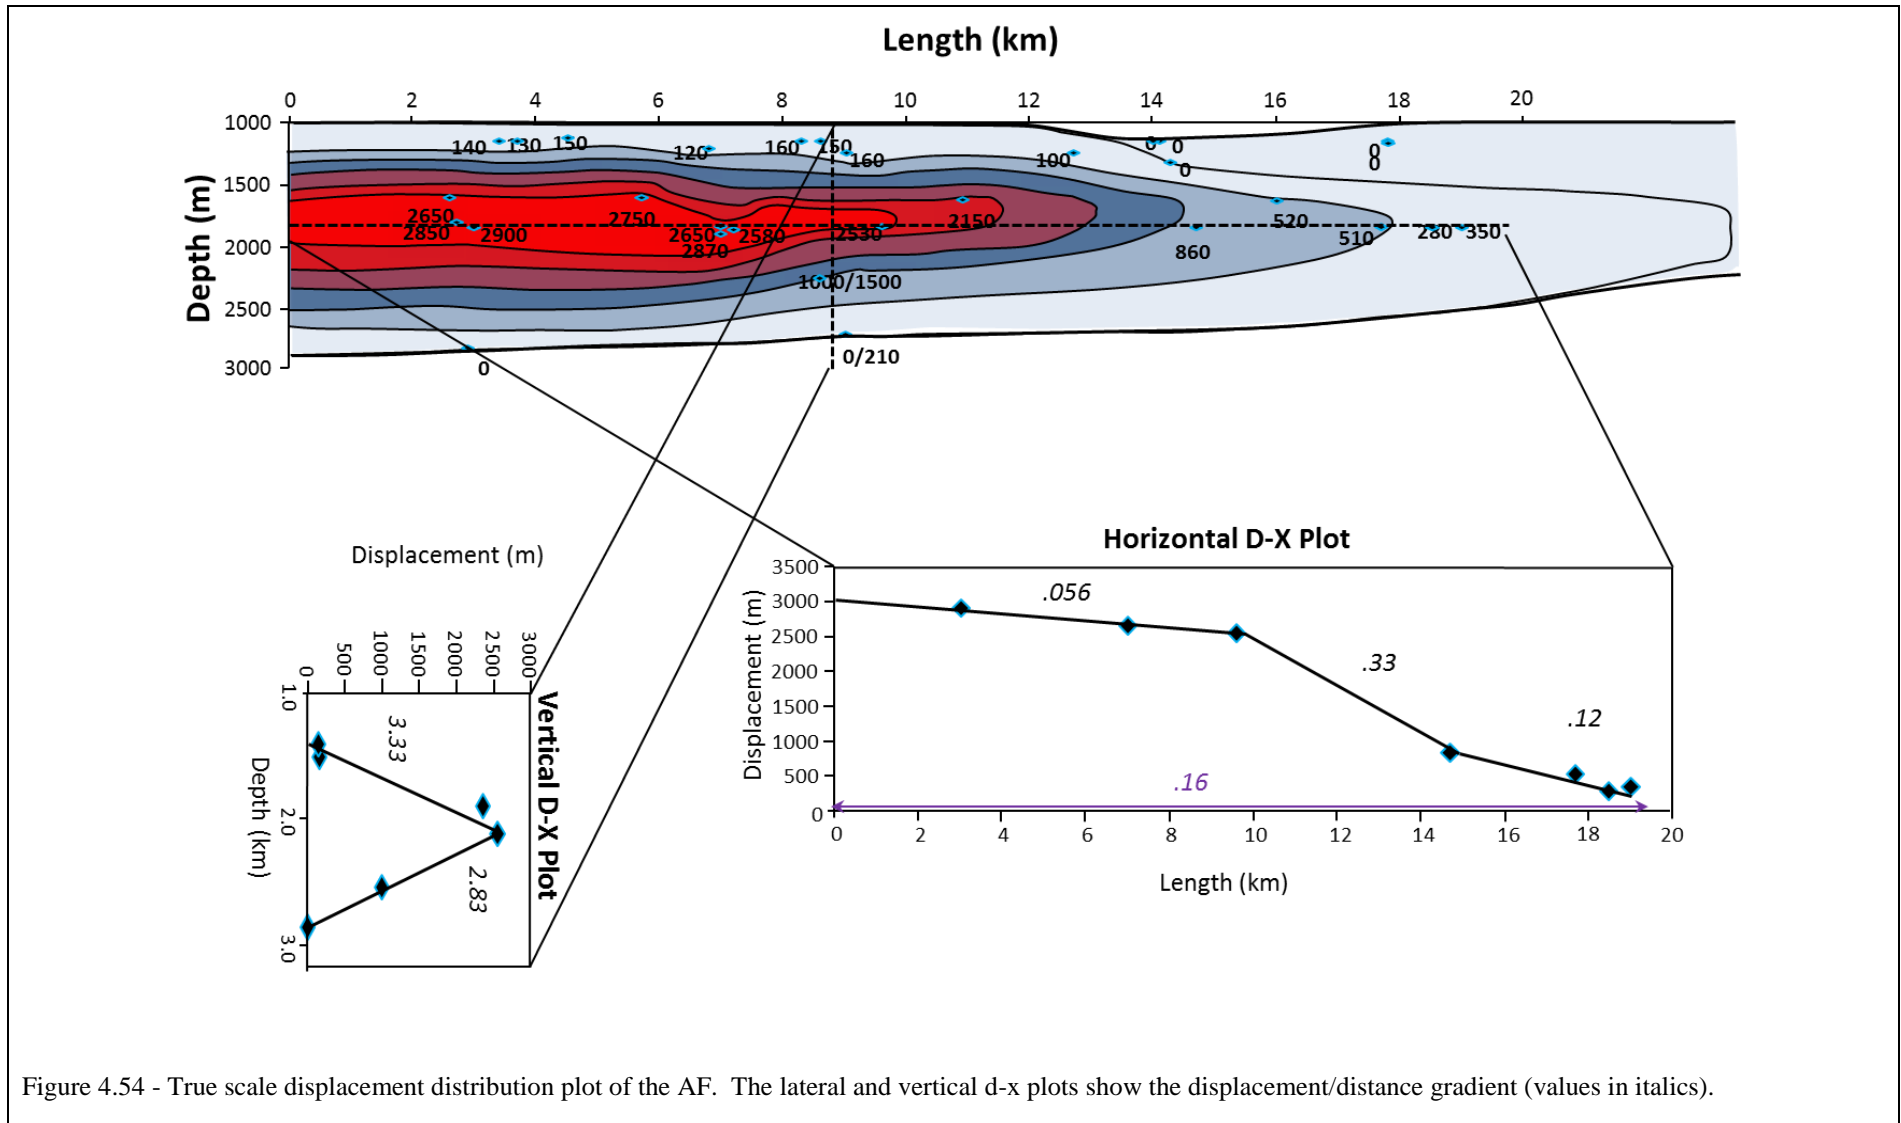 Length (km)
0 2 4 6 8 10 12 14 16 18 20
Depth (m)
1000
1500
2000
2500
3000
140 130 150 120 160 150 160 100 0 0 0 0 0
2650 2750 2150 520
2850 2900 2650 2580 2530 510 280 350
2870 860
1000/1500
0/210
0
Displacement (m)
0 500 1000 1500 2000 2500 3000
Vertical D-X Plot
Depth (km)
1.0 2.0 3.0
3.33
2.83
Horizontal D-X Plot
Displacement (m)
3500
3000
2500
2000
1500
1000
500
0
.056
.33
.12
.16
0 2 4 6 8 10 12 14 16 18 20
Length (km)
Figure 4.54 - True scale displacement distribution plot of the AF.  The lateral and vertical d-x plots show the displacement/distance gradient (values in italics).